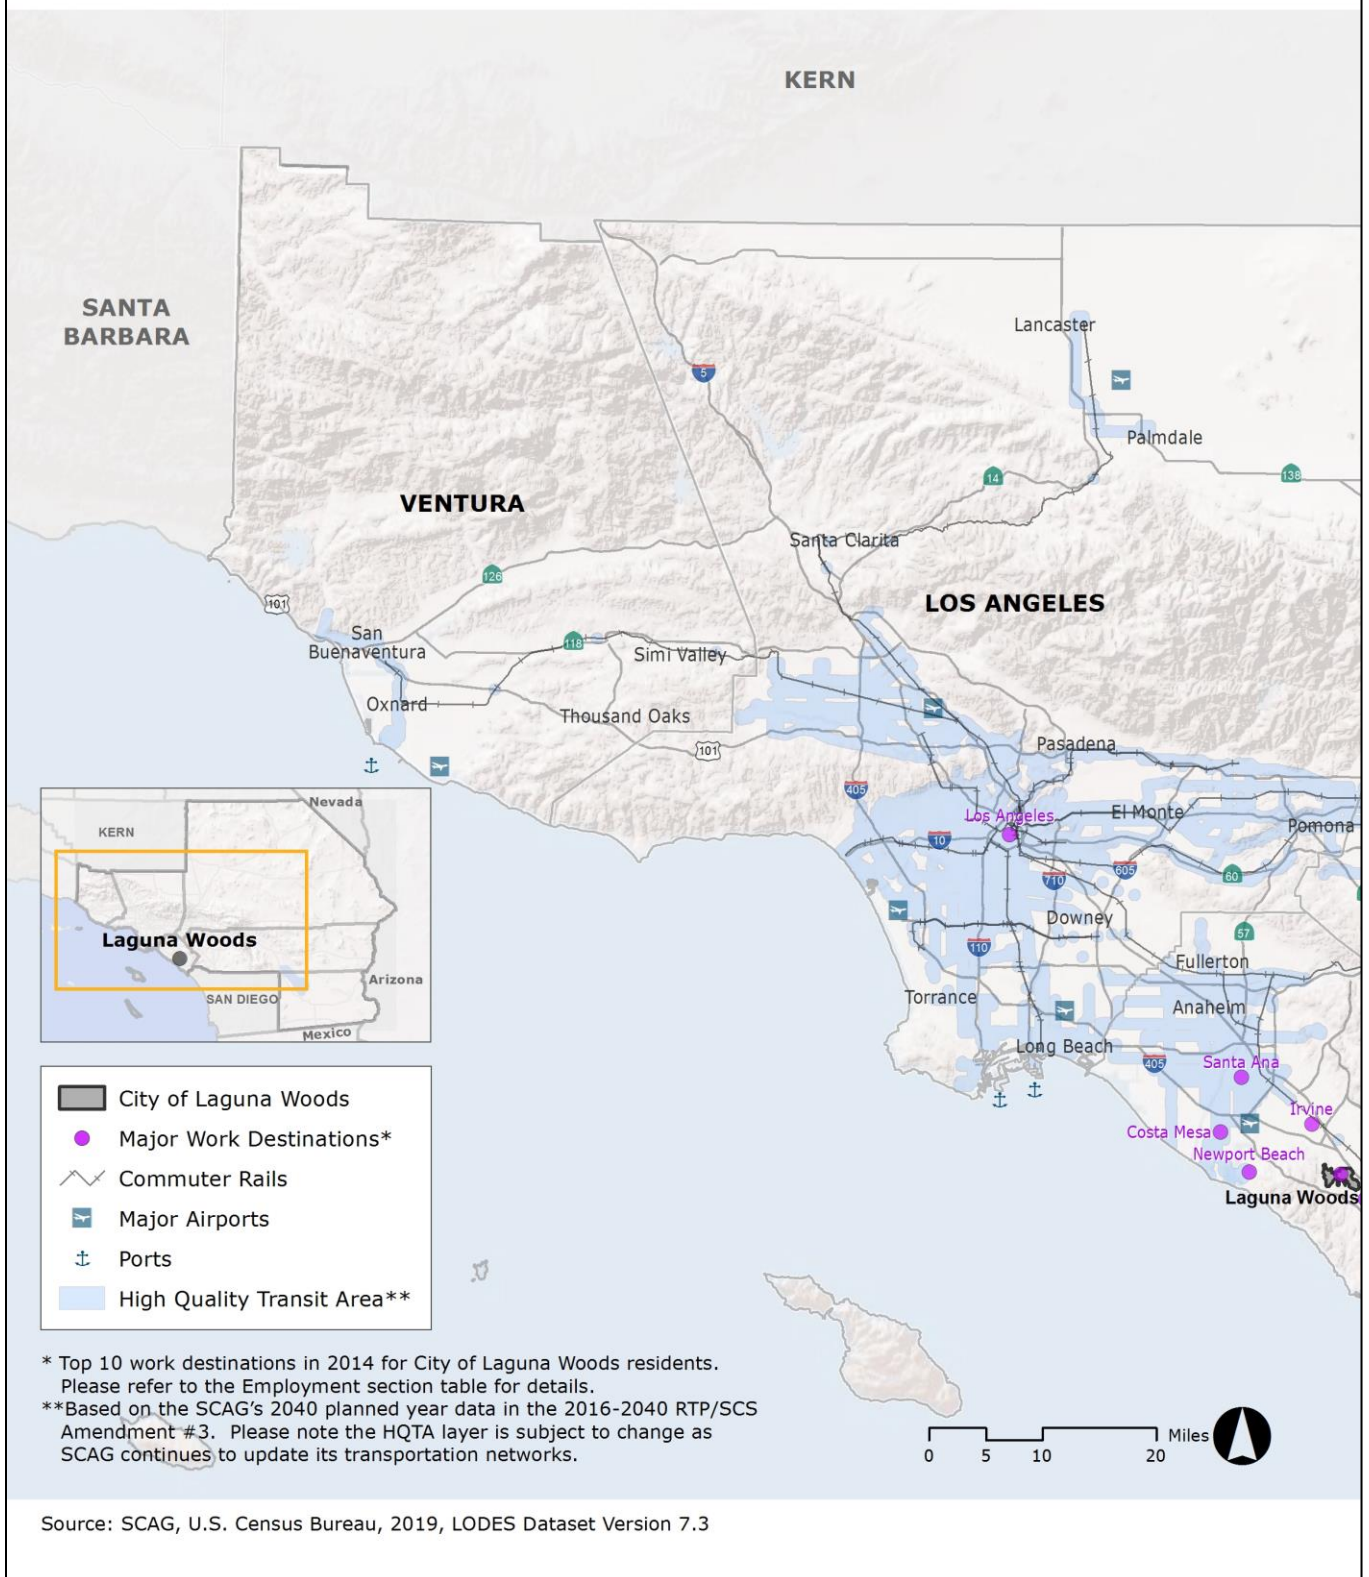 KERN
SANTA
BARBARA
Lancaster
5
Palmdale
14
138
VENTURA
Santa Clarita
126
LOS ANGELES
101
San
Buenaventura
118
Simi Valley
Oxnard
Thousand Oaks
101
Pasadena
405
Los Angeles
El Monte
Pomona
10
710
605
60
Downey
57
110
Fullerton
Torrance
Anaheim
Long Beach
405
Santa Ana
Irvine
Costa Mesa
Newport Beach
Laguna Woods
Nevada
KERN
Laguna Woods
Arizona
SAN DIEGO
Mexico
City of Laguna Woods
Major Work Destinations*
Commuter Rails
Major Airports
Ports
High Quality Transit Area**
* Top 10 work destinations in 2014 for City of Laguna Woods residents.
Please refer to the Employment section table for details.
**Based on the SCAG's 2040 planned year data in the 2016-2040 RTP/SCS
Amendment #3. Please note the HQTA layer is subject to change as
SCAG continues to update its transportation networks.
0 5 10 20 Miles
Source: SCAG, U.S. Census Bureau, 2019, LODES Dataset Version 7.3